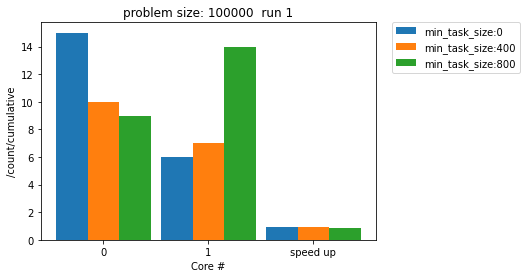 problem size: 100000  run 1
min_task_size:0
min_task_size:400
min_task_size:800
/count/cumulative
14
12
10
8
6
4
2
0
0 1 speed up
Core #